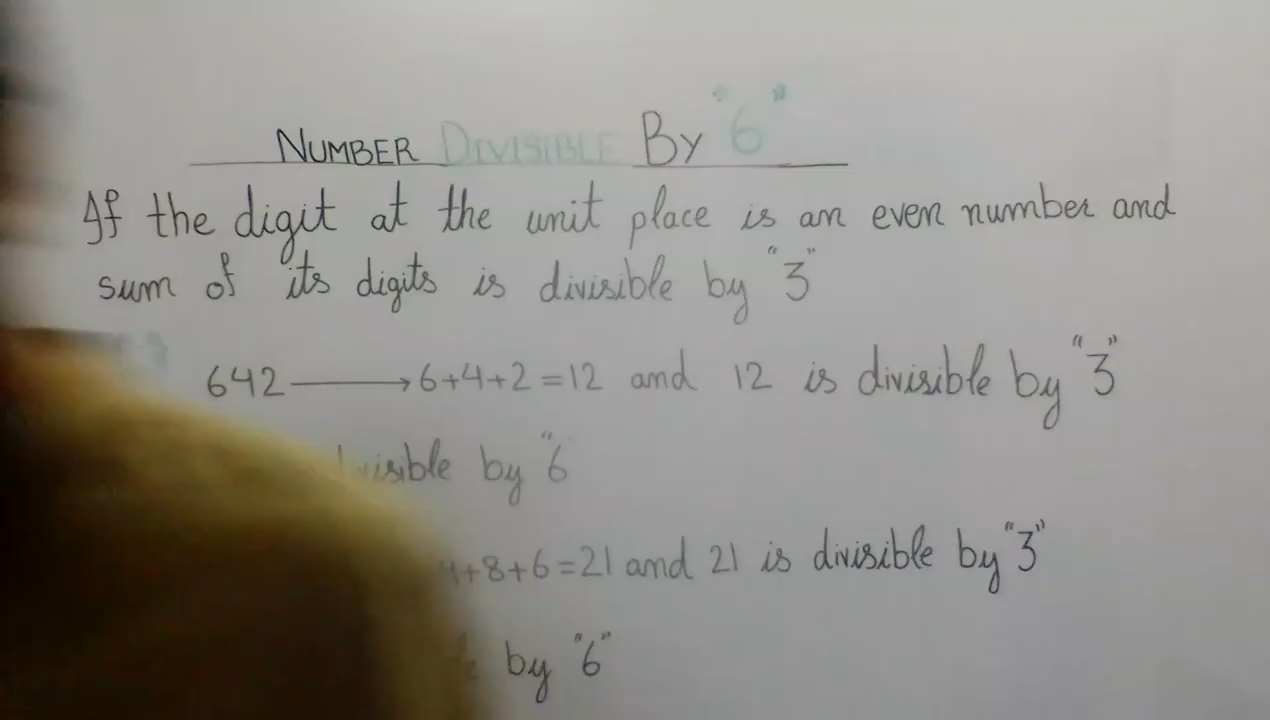 NUMBER DIVISIBLE BY "6"
If the digit at the unit place is an even number and
sum of its digits is divisible by "3"
642 → 6+4+2=12 and 12 is divisible by "3"
by "6
+8+6=21 and 21 is divisible by "3"
by "6"